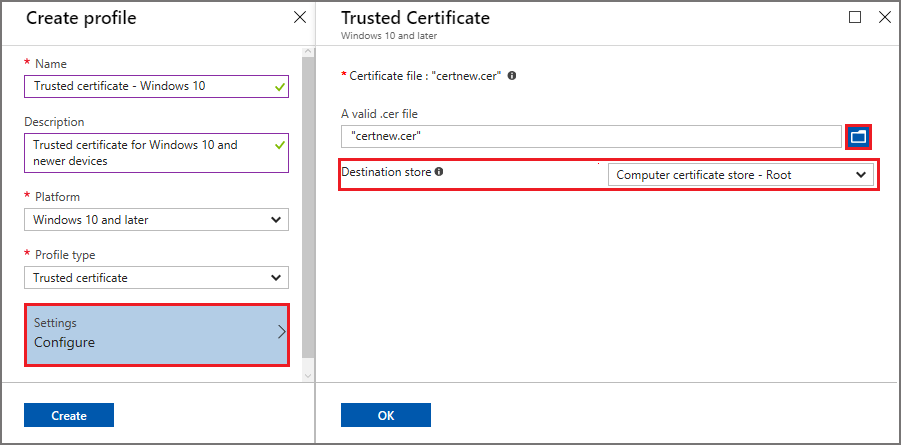 Create profile
* Name
Trusted certificate - Windows 10
Description
Trusted certificate for Windows 10 and
newer devices
* Platform
Windows 10 and later
* Profile type
Trusted certificate
Settings
Configure
Create
Trusted Certificate
Windows 10 and later
* Certificate file : "certnew.cer"
A valid .cer file
"certnew.cer"
Destination store
Computer certificate store - Root
OK